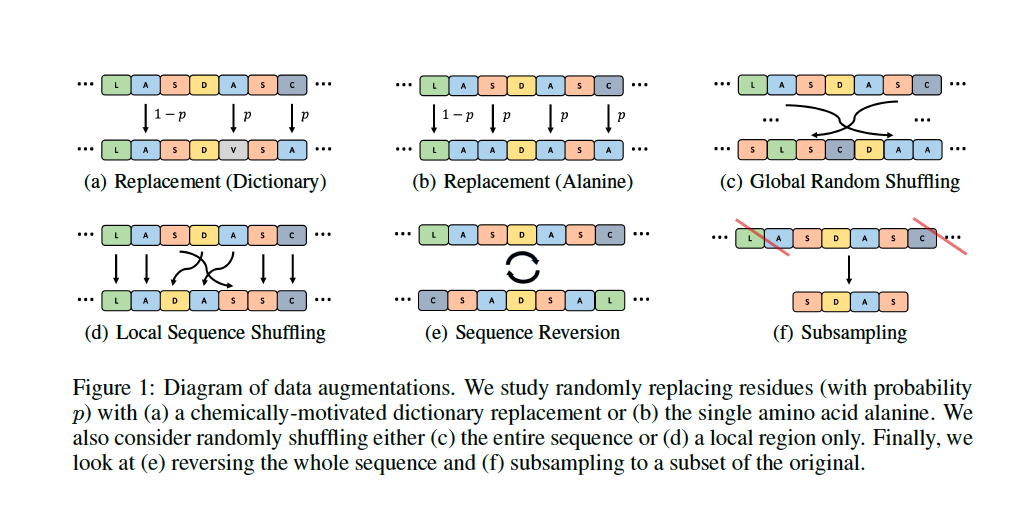 ... L A S D A S C ...
1 − p p p
... L A S D V S A ...
(a) Replacement (Dictionary)
... L A S D A S C ...
1 − p p p p
... L A A D A S A ...
(b) Replacement (Alanine)
... L A S D A S C ...
... ...
... S L S C D A A ...
(c) Global Random Shuffling
... L A S D A S C ...
... L A D A S S C ...
(d) Local Sequence Shuffling
... L A S D A S C ...
... C S A D S A L ...
(e) Sequence Reversion
... L A S D A S C ...
S D A S
(f) Subsampling
Figure 1: Diagram of data augmentations. We study randomly replacing residues (with probability
p) with (a) a chemically-motivated dictionary replacement or (b) the single amino acid alanine. We
also consider randomly shuffling either (c) the entire sequence or (d) a local region only. Finally, we
look at (e) reversing the whole sequence and (f) subsampling to a subset of the original.